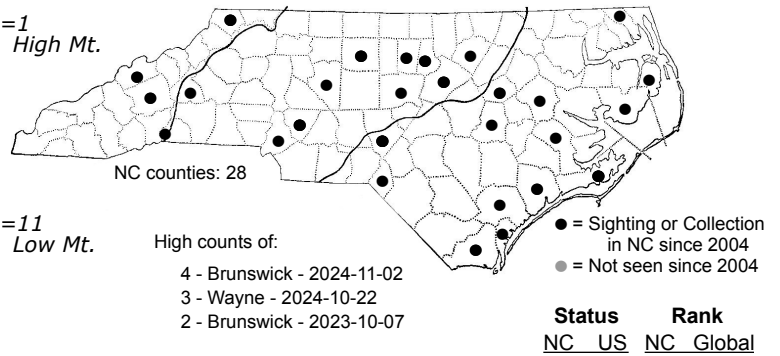 =1
High Mt.
NC counties: 28
=11
Low Mt.
High counts of:
4 - Brunswick - 2024-11-02
3 - Wayne - 2024-10-22
2 - Brunswick - 2023-10-07
● = Sighting or Collection
in NC since 2004
● = Not seen since 2004
Status Rank
NC US NC Global